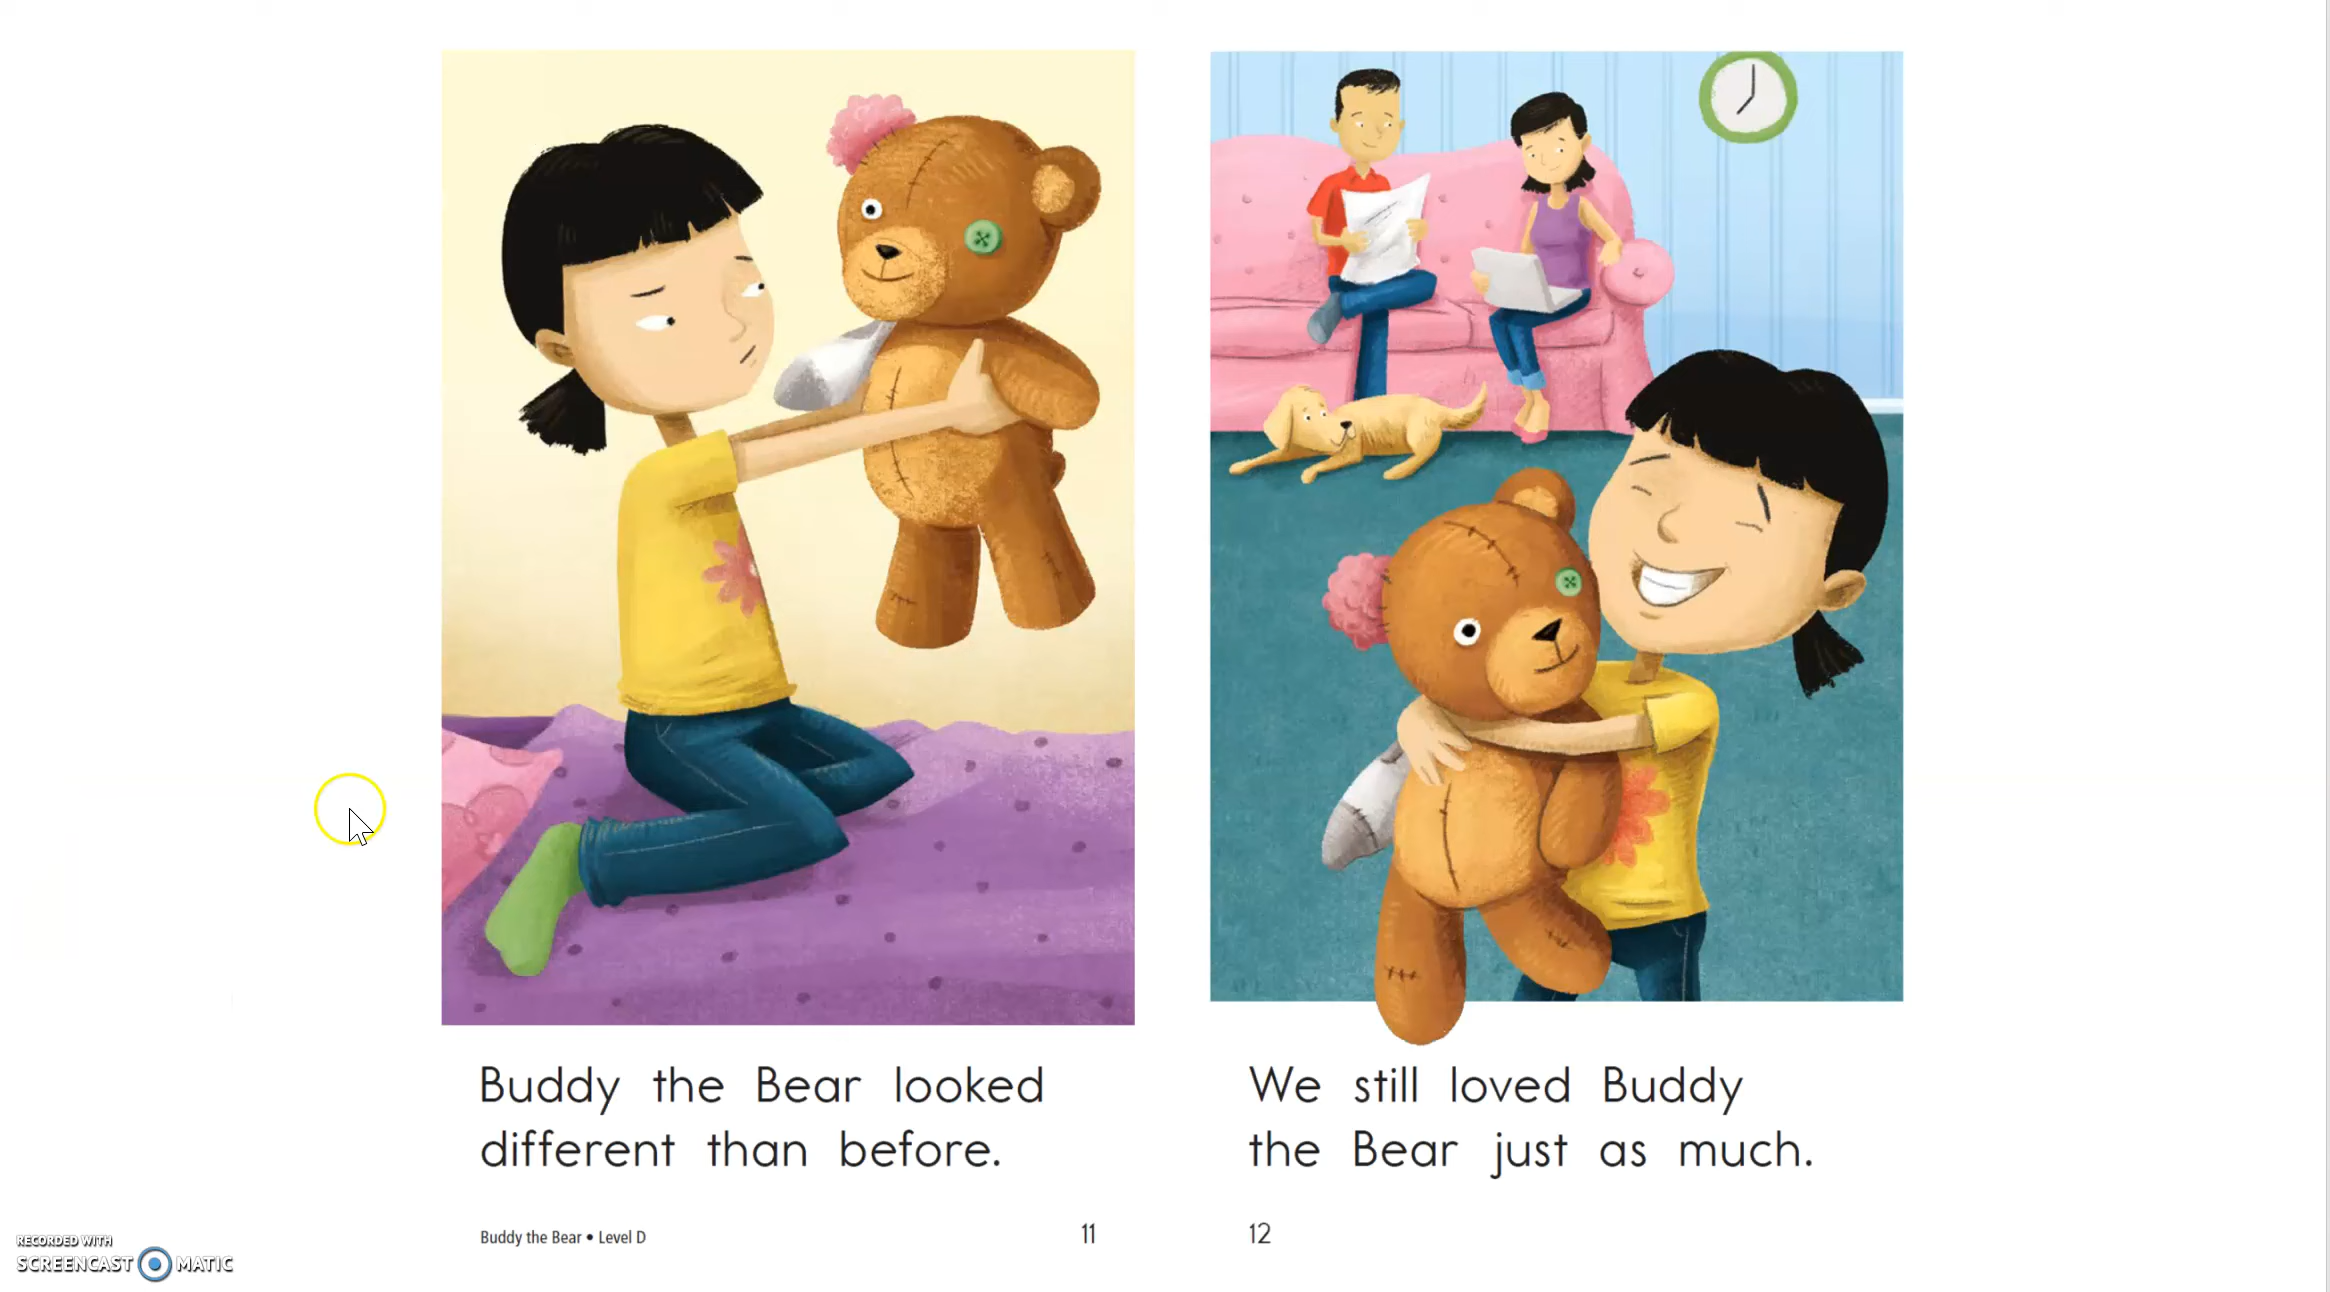 Buddy the Bear looked
different than before.
Buddy the Bear • Level D
11
We still loved Buddy
the Bear just as much.
12
RECORDED WITH
SCREENCAST MATIC